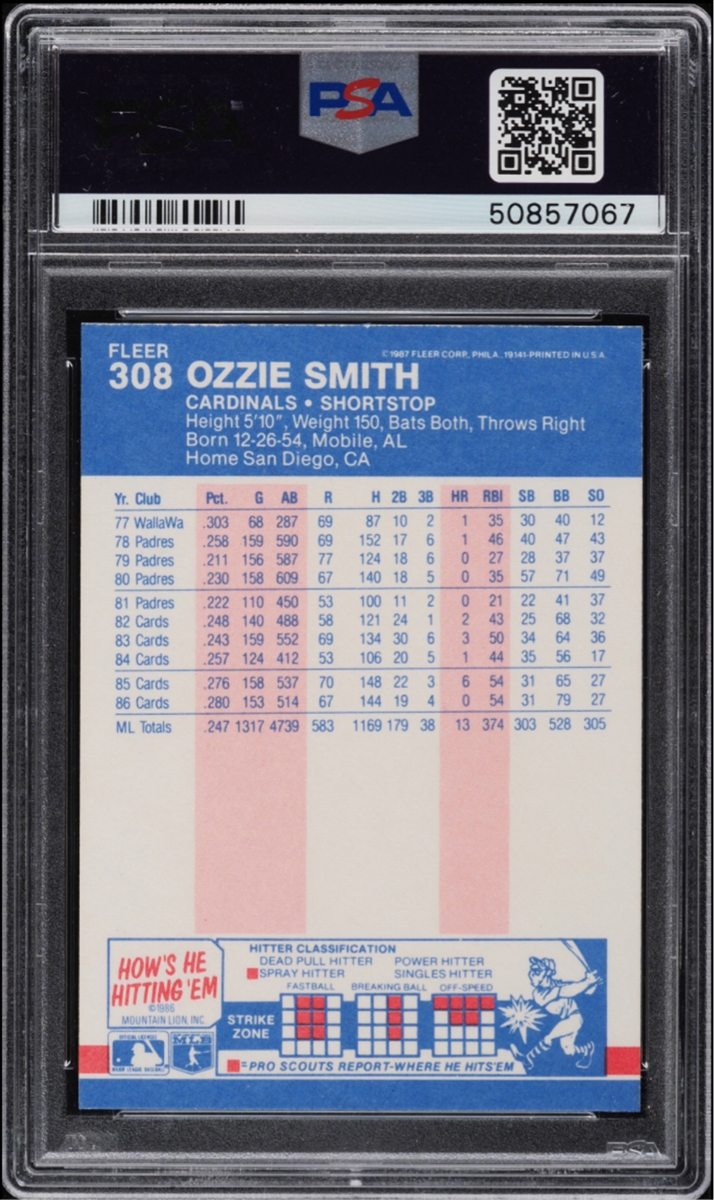 PSA
50857067
FLEER
308 OZZIE SMITH
©1987 FLEER CORP., PHILA. 19141-PRINTED IN U.S.A.
CARDINALS • SHORTSTOP
Height 5'10", Weight 150, Bats Both, Throws Right
Born 12-26-54, Mobile, AL
Home San Diego, CA
Yr. Club Pct. G AB R H 2B 3B HR RBI SB BB SO
77 WallaWa .303 68 287 69 87 10 2 1 35 30 40 12
78 Padres .258 159 590 69 152 17 6 1 46 40 47 43
79 Padres .211 156 587 77 124 18 6 0 27 28 37 37
80 Padres .230 158 609 67 140 18 5 0 35 57 71 49
81 Padres .222 110 450 53 100 11 2 0 21 22 41 37
82 Cards .248 140 488 58 121 24 1 2 43 25 68 32
83 Cards .243 159 552 69 134 30 6 3 50 34 64 36
84 Cards .257 124 412 53 106 20 5 1 44 35 56 17
85 Cards .276 158 537 70 148 22 3 6 54 31 65 27
86 Cards .280 153 514 67 144 19 4 0 54 31 79 27
ML Totals .247 1317 4739 583 1169 179 38 13 374 303 528 305
HOW'S HE
HITTING 'EM
©1986
MOUNTAIN LION, INC.
HITTER CLASSIFICATION
DEAD PULL HITTER POWER HITTER
SPRAY HITTER SINGLES HITTER
FASTBALL BREAKING BALL OFF-SPEED
STRIKE
ZONE
=PRO SCOUTS REPORT-WHERE HE HITS'EM
OFFICIAL LICENSEE
MAJOR LEAGUE BASEBALL
PSA